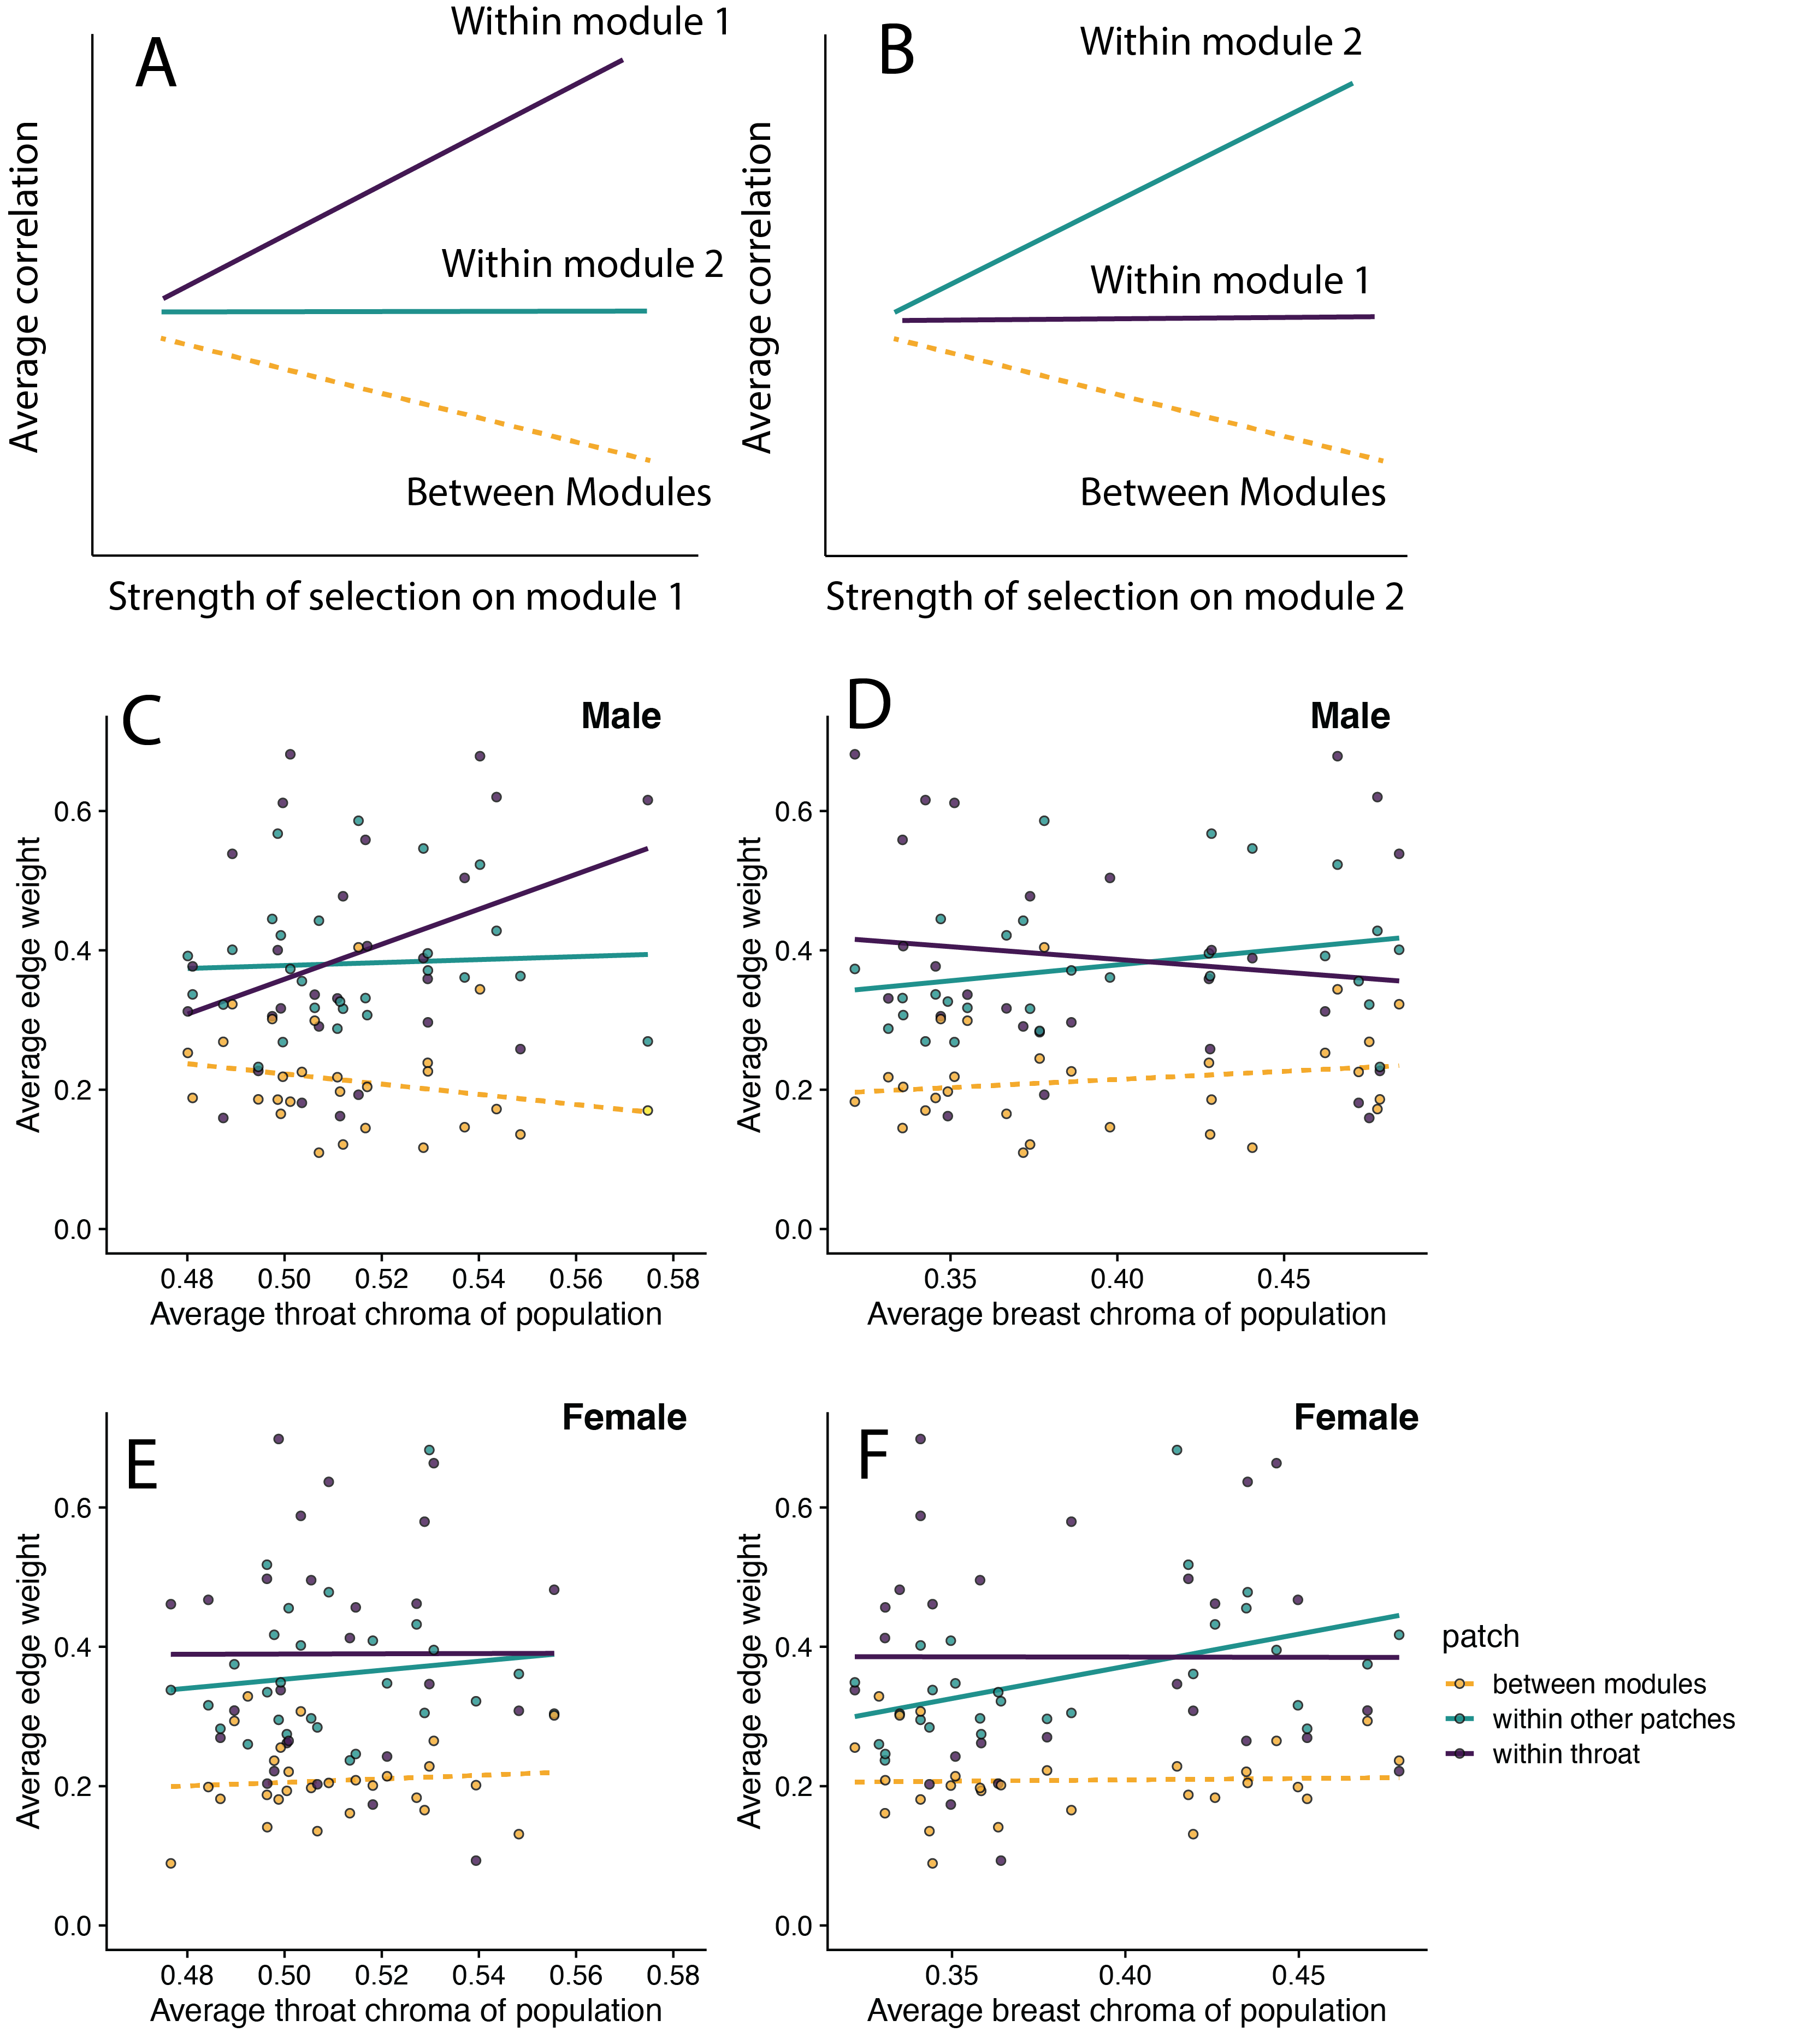 Within module 1
A
Average correlation
Within module 2
Between Modules
Strength of selection on module 1
B
Within module 2
Average correlation
Within module 1
Between Modules
Strength of selection on module 2
C
Male
Average edge weight
0.6
0.4
0.2
0.0
0.48 0.50 0.52 0.54 0.56 0.58
Average throat chroma of population
D
Male
Average edge weight
0.6
0.4
0.2
0.0
0.35 0.40 0.45
Average breast chroma of population
E
Female
Average edge weight
0.6
0.4
0.2
0.0
0.48 0.50 0.52 0.54 0.56 0.58
Average throat chroma of population
F
Female
Average edge weight
0.6
0.4
0.2
0.0
0.35 0.40 0.45
Average breast chroma of population
patch
between modules
within other patches
within throat